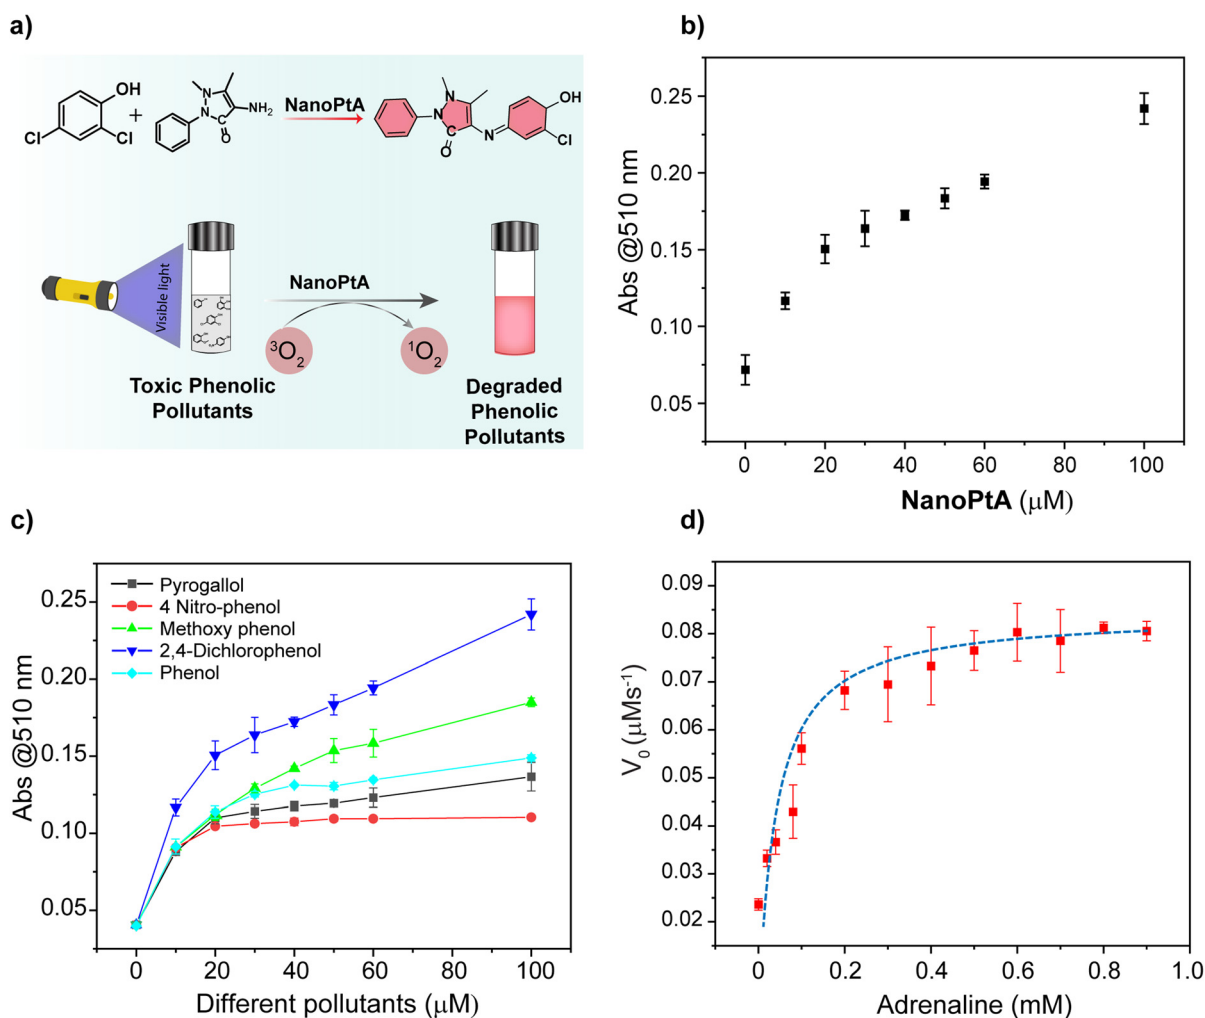 a)
OH
Cl
Cl
+
N
N
O
NH₂
NanoPtA
N
N
C
O
N
OH
Cl
Visible light
NanoPtA
³O₂
¹O₂
Toxic Phenolic
Pollutants
Degraded
Phenolic
Pollutants
b)
Abs @510 nm
0.25
0.20
0.15
0.10
0.05
0 20 40 60 80 100
NanoPtA (μM)
c)
Abs @510 nm
0.25
0.20
0.15
0.10
0.05
Pyrogallol
4 Nitro-phenol
Methoxy phenol
2,4-Dichlorophenol
Phenol
0 20 40 60 80 100
Different pollutants (μM)
d)
V₀ (μMs⁻¹)
0.09
0.08
0.07
0.06
0.05
0.04
0.03
0.02
0 0.2 0.4 0.6 0.8 1.0
Adrenaline (mM)